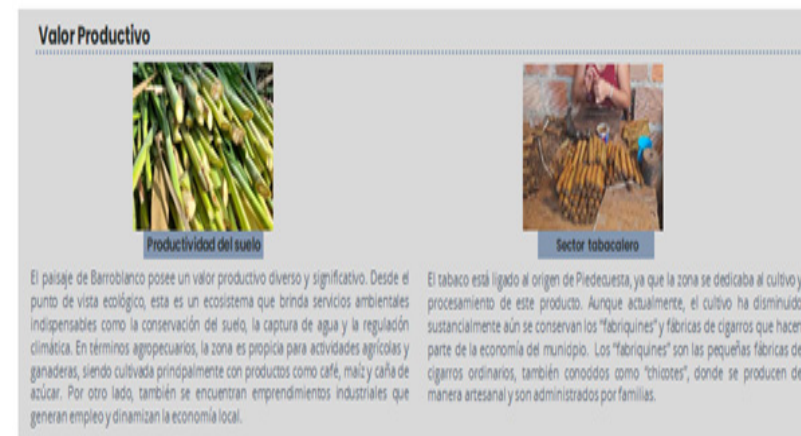 Valor Productivo
Productividad del suelo
El paisaje de Barroblanco posee un valor productivo diverso y significativo. Desde el
punto de vista ecológico, esta es un ecosistema que brinda servicios ambientales
indispensables como la conservación del suelo, la captura de agua y la regulación
climática. En términos agropecuarios, la zona es propicia para actividades agrícolas y
ganaderas, siendo cultivada principalmente con productos como café, maíz y caña de
azúcar. Por otro lado, también se encuentran emprendimientos industriales que
generan empleo y dinamizan la economía local.
Sector tabacalero
El tabaco está ligado al origen de Piedecuesta, ya que la zona se dedicaba al cultivo y
procesamiento de este producto. Aunque actualmente, el cultivo ha disminuido
sustancialmente aún se conservan los "fabriquines" y fábricas de cigarros que hacen
parte de la economía del municipio. Los "fabriquines" son las pequeñas fábricas de
cigarros ordinarios, también conocidos como "chicotes", donde se producen de
manera artesanal y son administrados por familias.